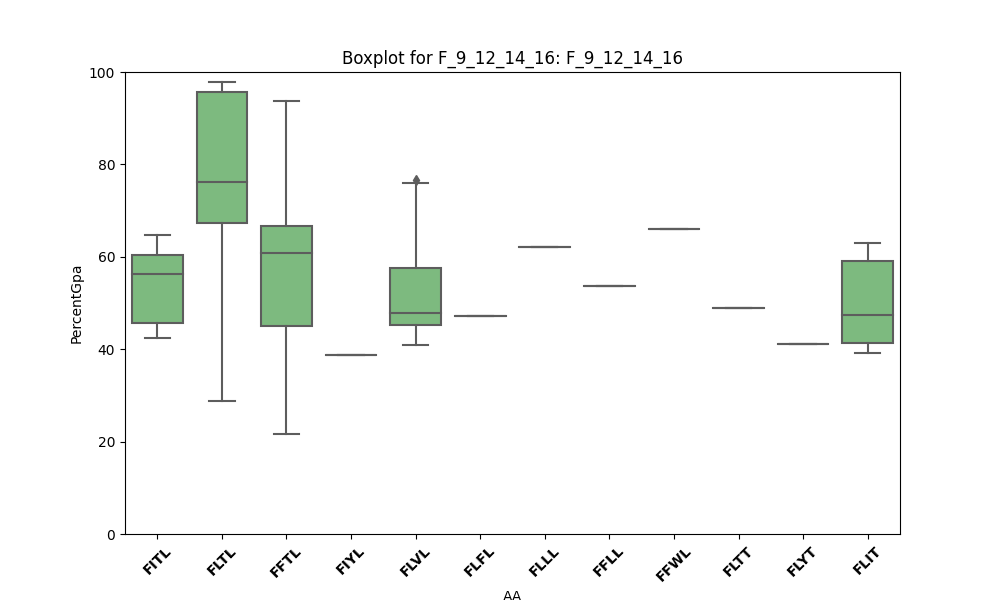 Boxplot for F_9_12_14_16: F_9_12_14_16
PercentGpa
100
80
60
40
20
0
FITL
FLTL
FFTL
FIYL
FLVL
FLFL
FLLL
FFLL
FFWL
FLTT
FLYT
FLIT
AA